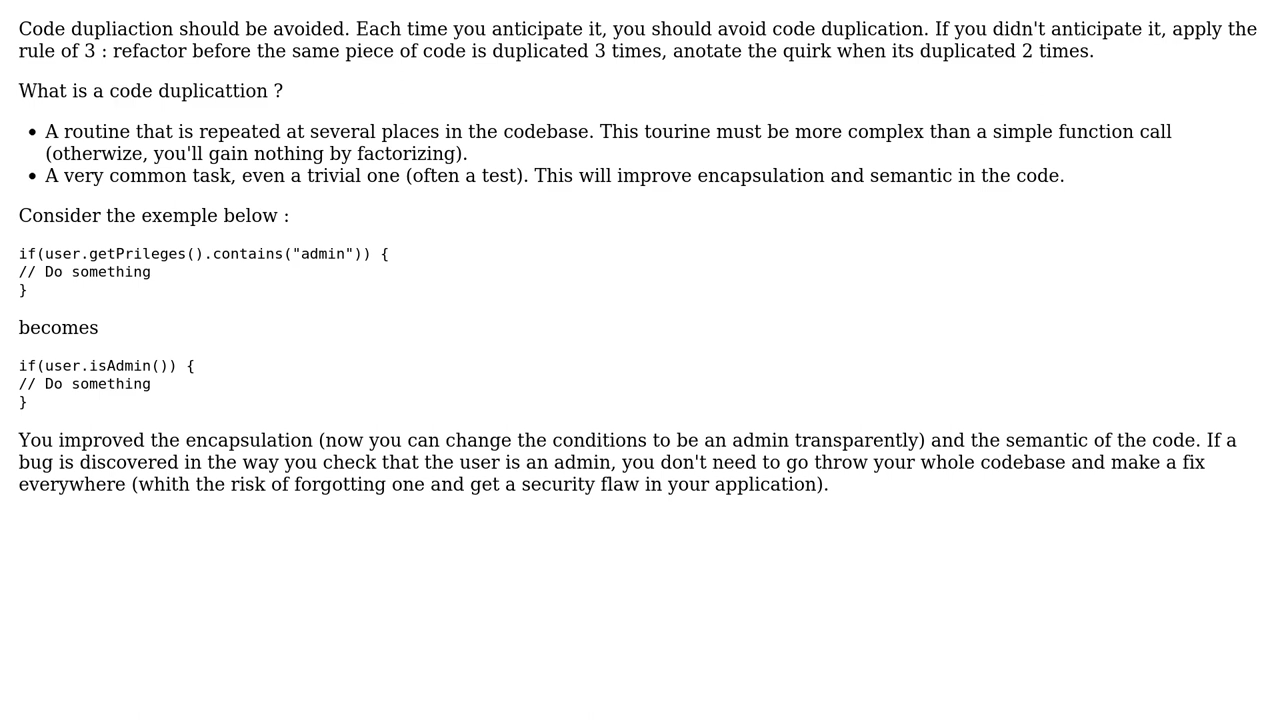 Code dupliaction should be avoided. Each time you anticipate it, you should avoid code duplication. If you didn't anticipate it, apply the
rule of 3 : refactor before the same piece of code is duplicated 3 times, anotate the quirk when its duplicated 2 times.
What is a code duplicattion ?
• A routine that is repeated at several places in the codebase. This tourine must be more complex than a simple function call
(otherwize, you'll gain nothing by factorizing).
• A very common task, even a trivial one (often a test). This will improve encapsulation and semantic in the code.
Consider the exemple below :
if(user.getPrileges().contains("admin")) {
// Do something
}
becomes
if(user.isAdmin()) {
// Do something
}
You improved the encapsulation (now you can change the conditions to be an admin transparently) and the semantic of the code. If a
bug is discovered in the way you check that the user is an admin, you don't need to go throw your whole codebase and make a fix
everywhere (whith the risk of forgotting one and get a security flaw in your application).